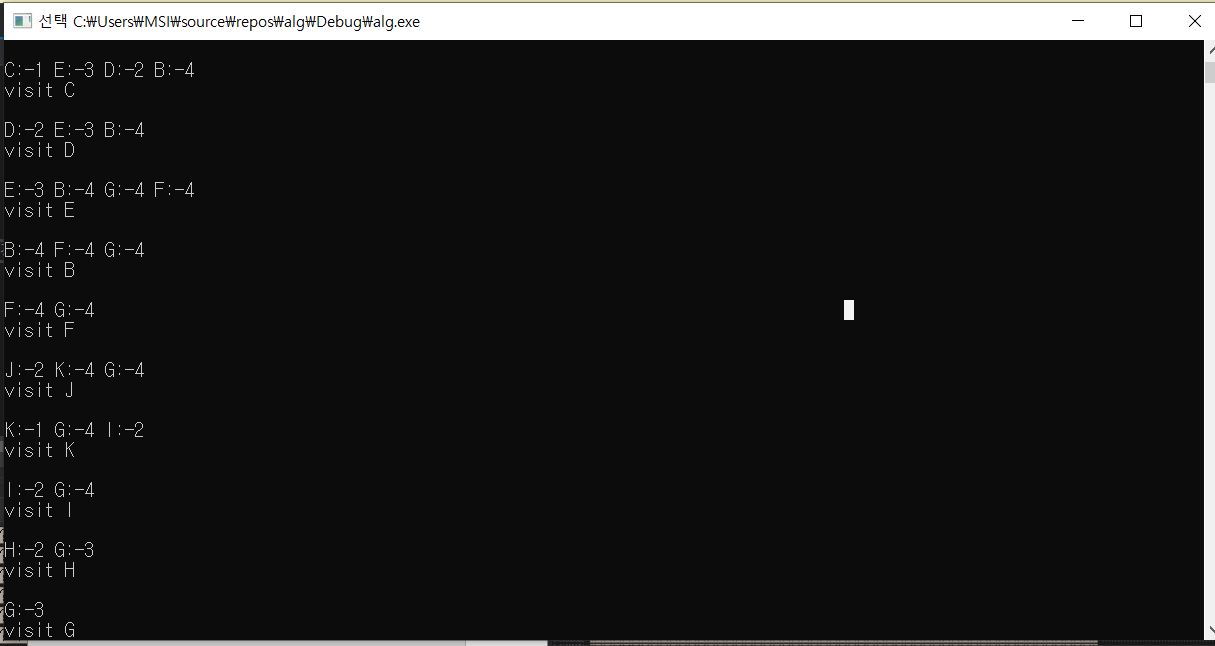 선택 C:₩Users₩MSI₩source₩repos₩alg₩Debug₩alg.exe
C:-1 E:-3 D:-2 B:-4
visit C
D:-2 E:-3 B:-4
visit D
E:-3 B:-4 G:-4 F:-4
visit E
B:-4 F:-4 G:-4
visit B
F:-4 G:-4
visit F
J:-2 K:-4 G:-4
visit J
K:-1 G:-4 I:-2
visit K
I:-2 G:-4
visit I
H:-2 G:-3
visit H
G:-3
visit G